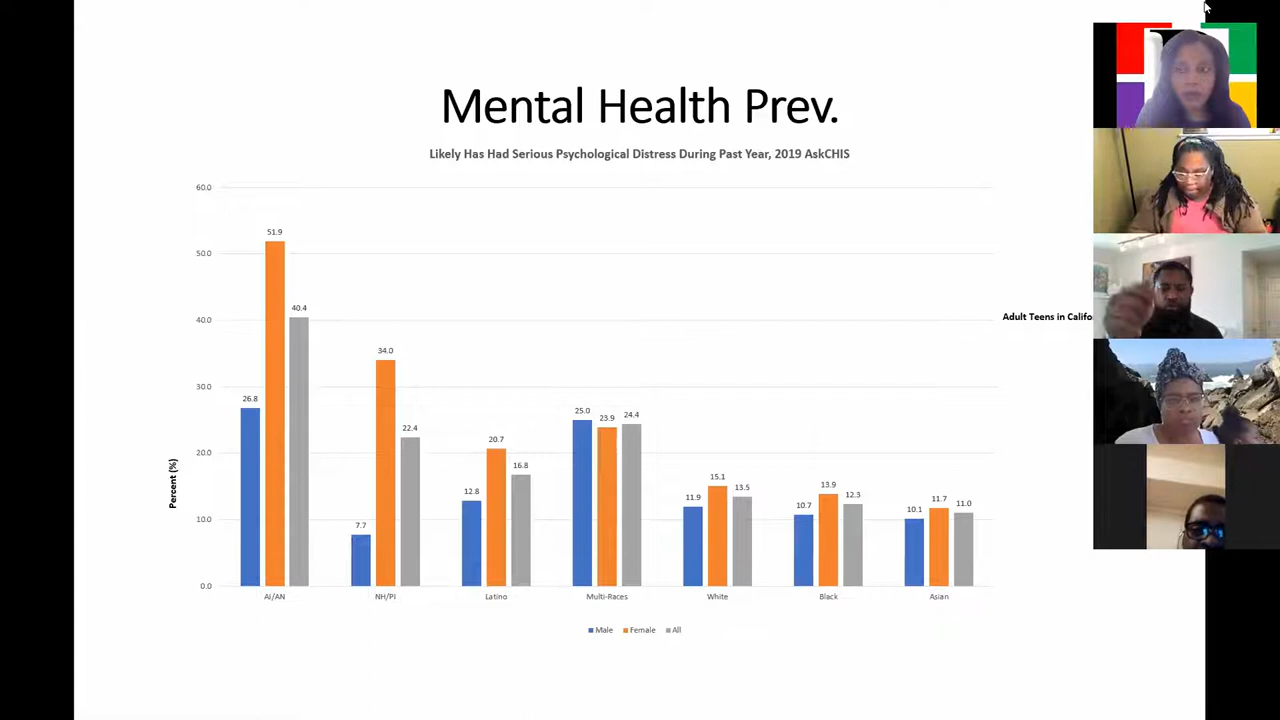 Mental Health Prev.
Likely Has Had Serious Psychological Distress During Past Year, 2019 AskCHIS
60.0
50.0
40.0
30.0
20.0
10.0
0.0
Percent (%)
26.8
51.9
40.4
7.7
34.0
22.4
12.8
20.7
16.8
25.0
23.9
24.4
11.9
15.1
13.5
10.7
13.9
12.3
10.1
11.7
11.0
AI/AN
NH/PI
Latino
Multi-Races
White
Black
Asian
Male Female All
Adult Teens in Califo